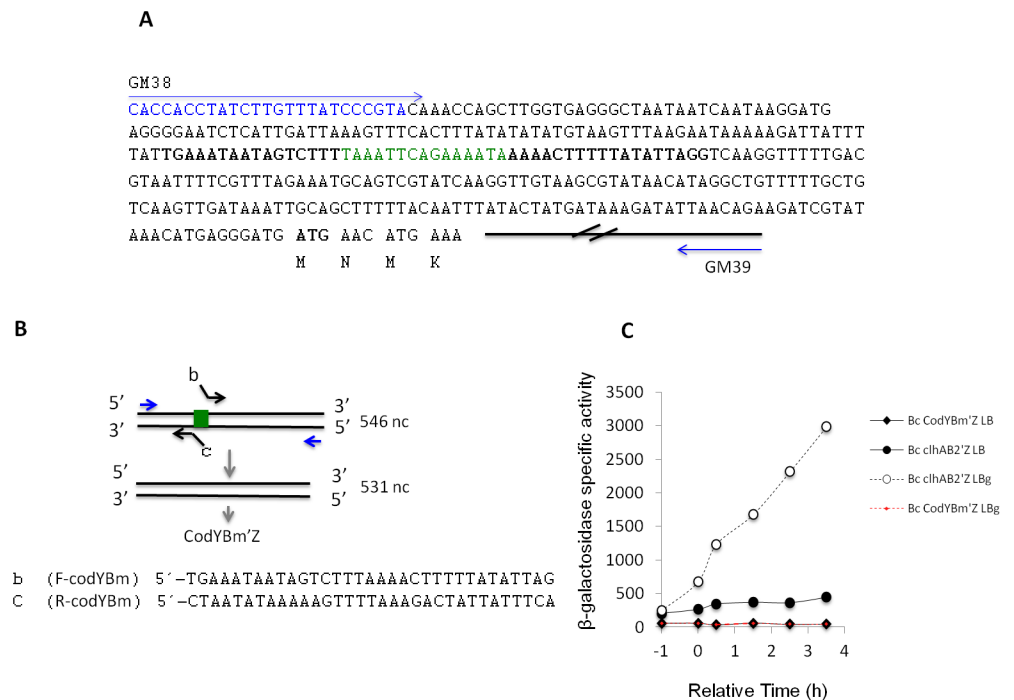 A
GM38
CACCACCTATCTTGTTTATCCCGTACAAACCAGCTTGGTGAGGGCTAATAATCAATAAGGATG
AGGGGAATCTCATTGATTAAAGTTTCACTTTATATATATGTAAGTTTAAGAATAAAAAGATTATTT
TATTGAAATAATAGTCTTTTAAATTCAGAAAATAAAAACTTTTTATATTAGGTCAAGGTTTTTGAC
GTAATTTTCGTTTAGAAATGCAGTCGTATCAAGGTTGTAAGCGTATAACATAGGCTGTTTTTGCTG
TCAAGTTGATAAATTGCAGCTTTTTACAATTTATACTATGATAAAGATATTAACAGAAGATCGTAT
AAACATGAGGGATG ATG AAC ATG AAA
M N M K
GM39
B
b
5′ 3′
546 nc
3′ 5′
c
5′ 3′
531 nc
3′ 5′
CodYBm′Z
b (F-codYBm) 5´–TGAAATAATAGTCTTTAAAACTTTTTATATTAG
C (R-codYBm) 5´–CTAATATAAAAAGTTTTAAAGACTATTATTTCA
C
β-galactosidase specific activity
3500
3000
2500
2000
1500
1000
500
0
-1 0 1 2 3 4
Relative Time (h)
Bc CodYBm'Z LB
Bc clhAB2'Z LB
Bc clhAB2'Z LBg
Bc CodYBm'Z LBg